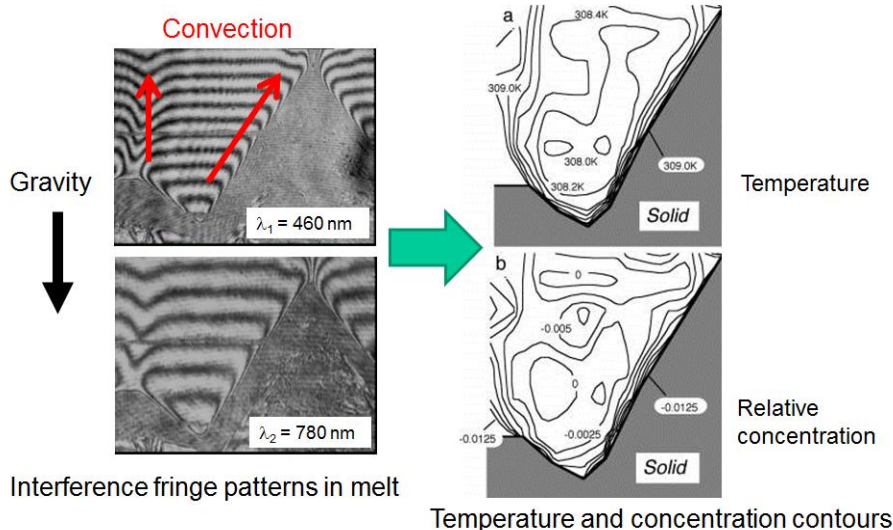 Convection
Gravity
λ1 = 460 nm
λ2 = 780 nm
Interference fringe patterns in melt
a
308.4K
309.0K
308.0K
308.2K
309.0K
Solid
Temperature
b
0
-0.005
0
-0.0125
-0.0125
-0.0025
Solid
Relative
concentration
Temperature and concentration contours